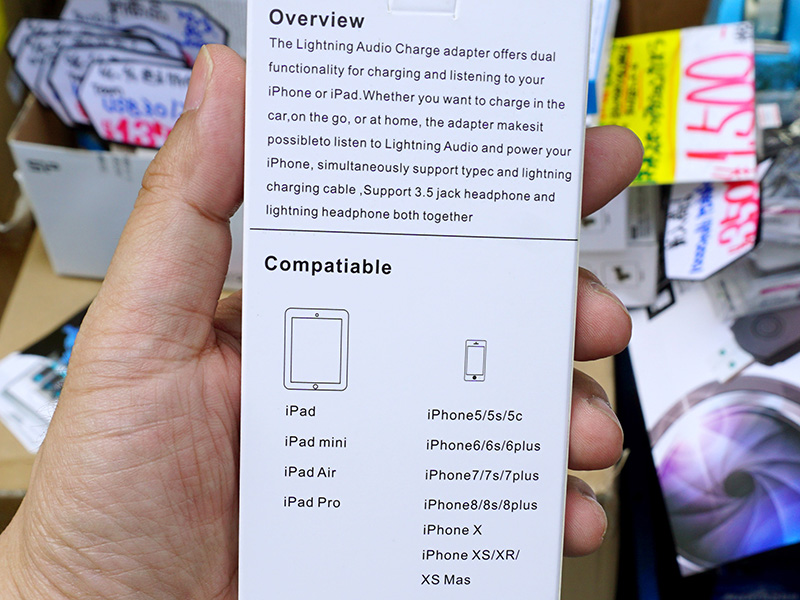 Overview
The Lightning Audio Charge adapter offers dual
functionality for charging and listening to your
iPhone or iPad.Whether you want to charge in the
car,on the go, or at home, the adapter makesit
possibleto listen to Lightning Audio and power your
iPhone, simultaneously support typec and lightning
charging cable ,Support 3.5 jack headphone and
lightning headphone both together
Compatiable
iPad
iPad mini
iPad Air
iPad Pro
iPhone5/5s/5c
iPhone6/6s/6plus
iPhone7/7s/7plus
iPhone8/8s/8plus
iPhone X
iPhone XS/XR/
XS Mas
1,500